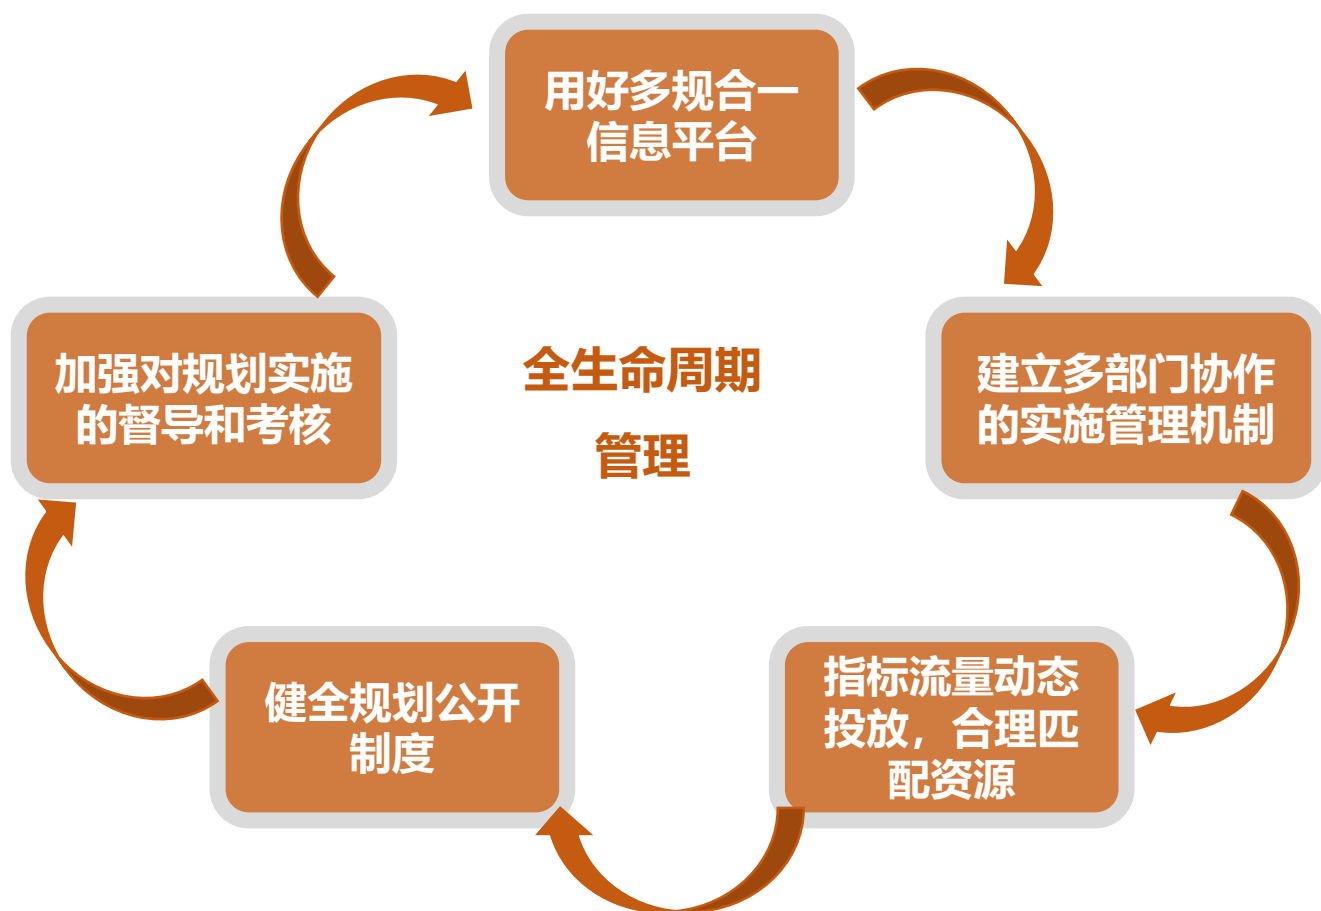 用好多规合一
信息平台
建立多部门协作
的实施管理机制
指标流量动态
投放，合理匹
配资源
健全规划公开
制度
加强对规划实施
的督导和考核
全生命周期
管理